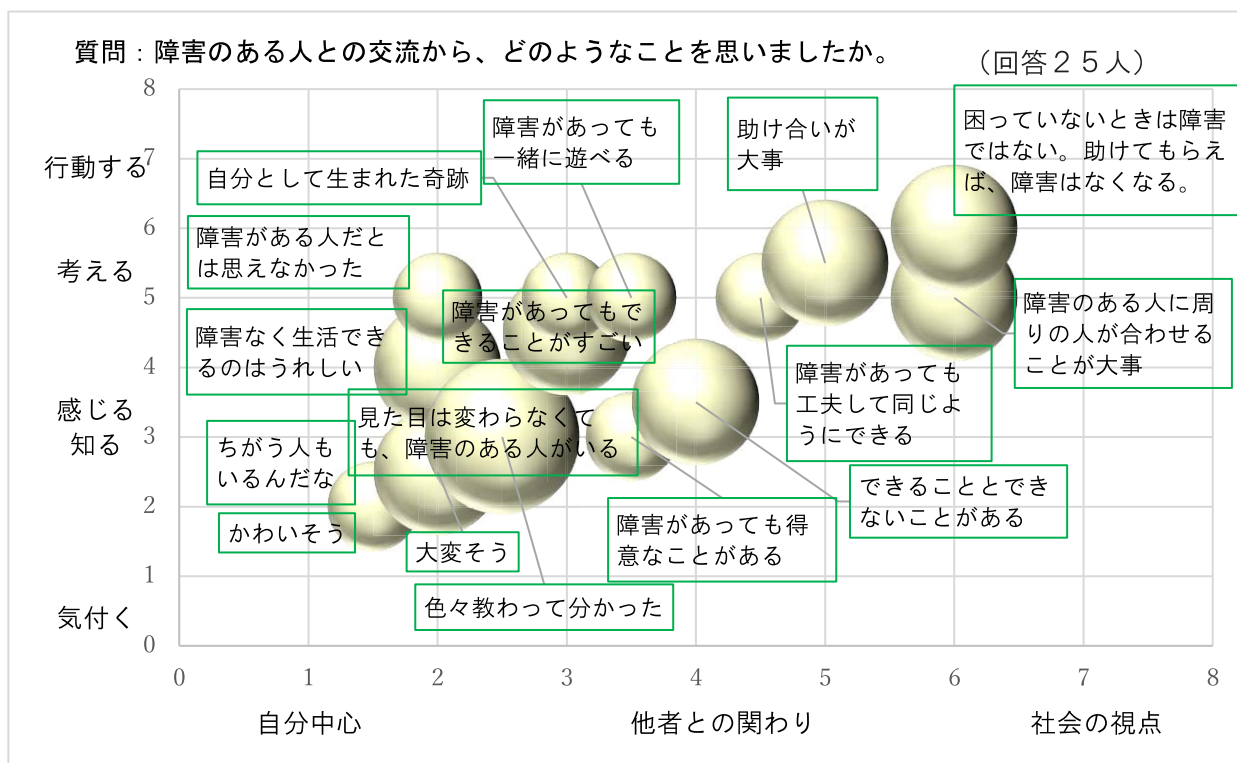 質問：障害のある人との交流から、どのようなことを思いましたか。
（回答２５人）
8
行動する
7
6
考える
5
4
感じる
知る
3
2
1
気付く
0
障害があっても
一緒に遊べる
助け合いが
大事
困っていないときは障害
ではない。助けてもらえ
ば、障害はなくなる。
自分として生まれた奇跡
障害がある人だと
は思えなかった
障害があってもで
きることがすごい
障害のある人に周
りの人が合わせる
ことが大事
障害なく生活でき
るのはうれしい
障害があっても
工夫して同じよ
うにできる
見た目は変わらなくて
も、障害のある人がいる
ちがう人も
いるんだな
できることとでき
ないことがある
かわいそう
障害があっても得
意なことがある
大変そう
色々教わって分かった
0 1 2 3 4 5 6 7 8
自分中心 他者との関わり 社会の視点